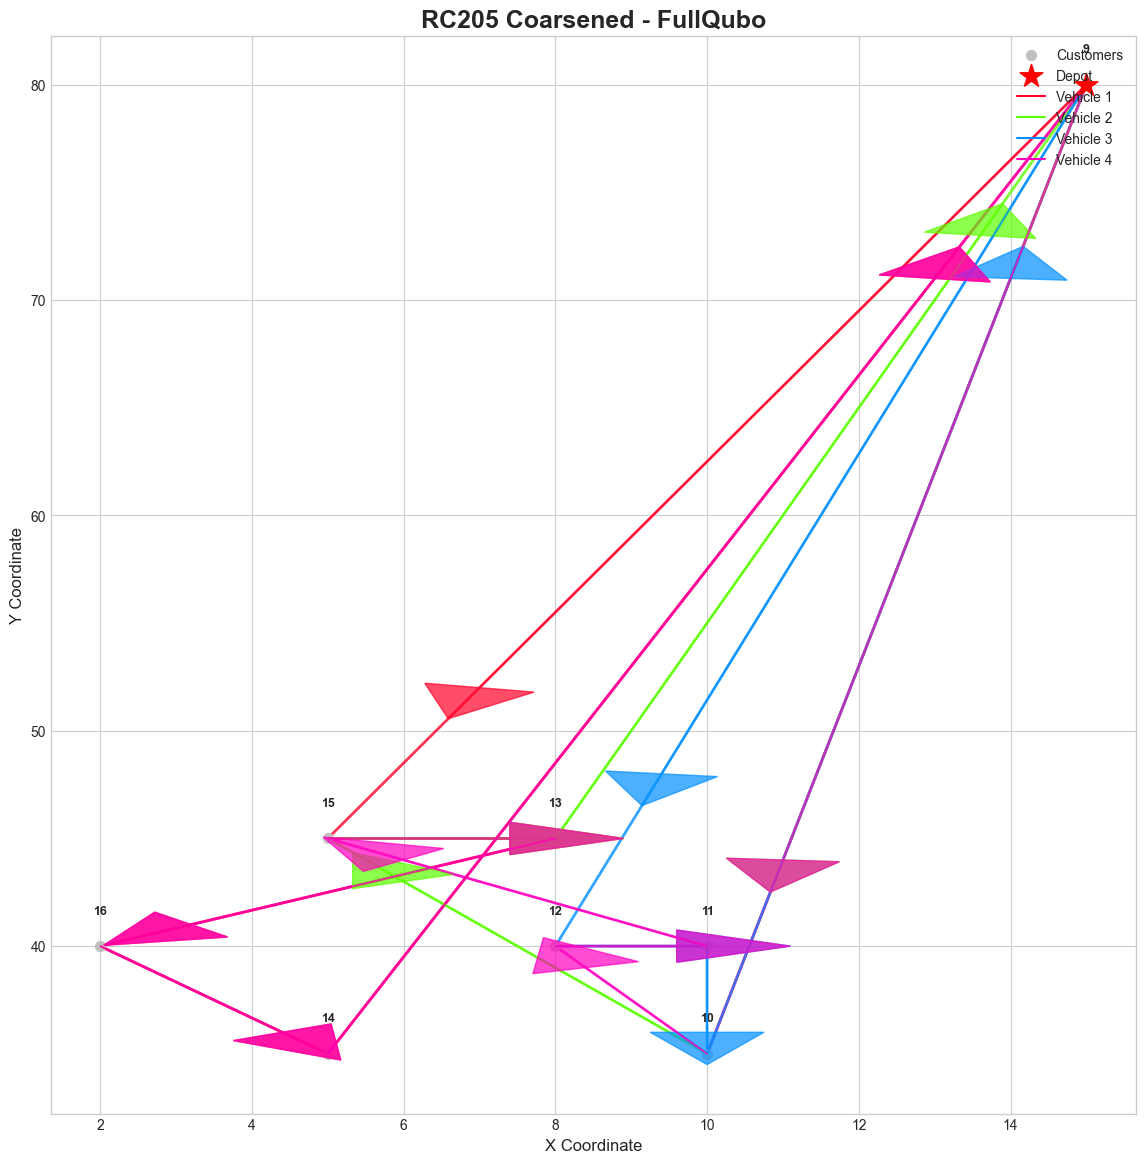 RC205 Coarsened - FullQubo
9
Customers
Depot
Vehicle 1
Vehicle 2
Vehicle 3
Vehicle 4
80
70
60
50
40
15
13
16
12
11
14
10
2
4
6
8
10
12
14
X Coordinate
Y Coordinate